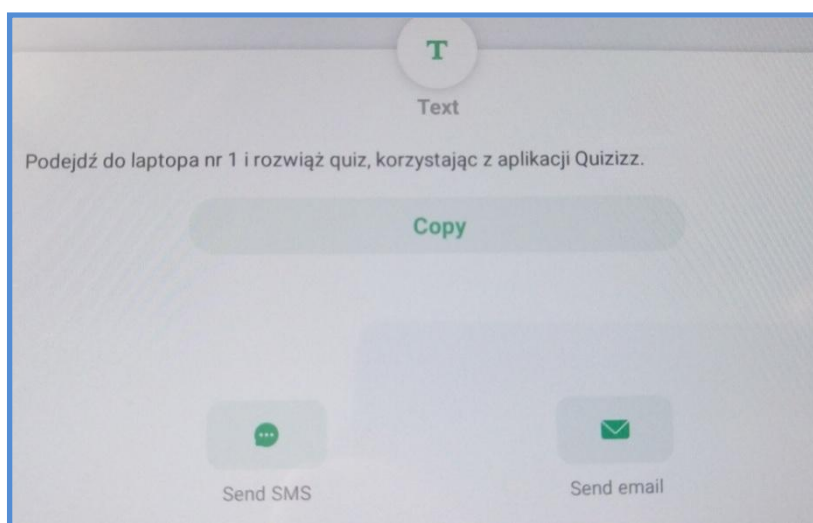 T
Text
Podejdź do laptopa nr 1 i rozwiąż quiz, korzystając z aplikacji Quizizz.
Copy
Send SMS
Send email